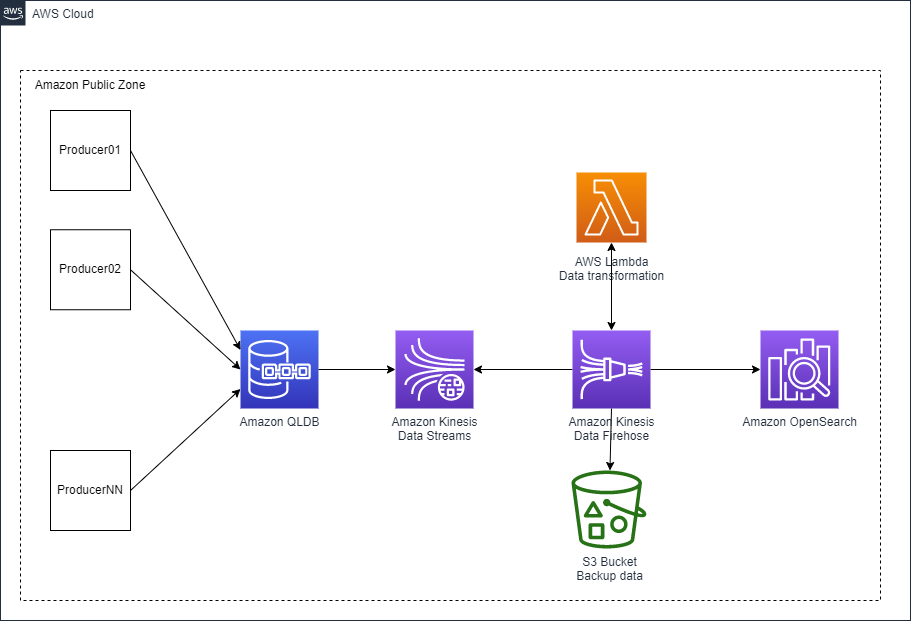 aws
AWS Cloud
Amazon Public Zone
Producer01
Producer02
ProducerNN
Amazon QLDB
Amazon Kinesis
Data Streams
AWS Lambda
Data transformation
Amazon Kinesis
Data Firehose
Amazon OpenSearch
S3 Bucket
Backup data